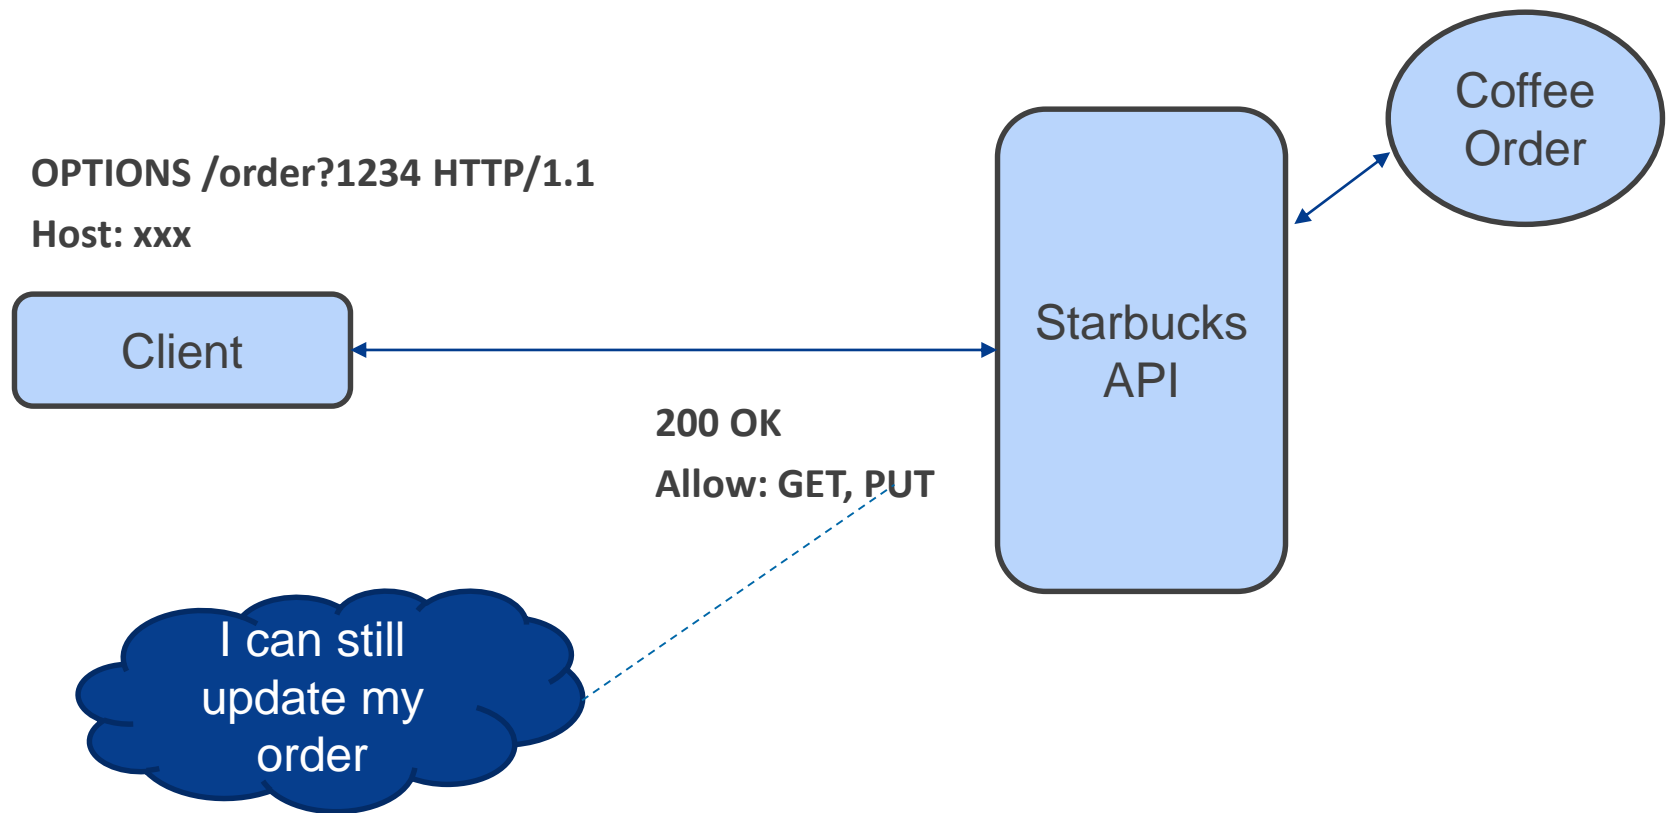 Coffee
Order
OPTIONS /order?1234 HTTP/1.1
Host: xxx
Client
Starbucks
API
200 OK
Allow: GET, PUT
I can still
update my
order